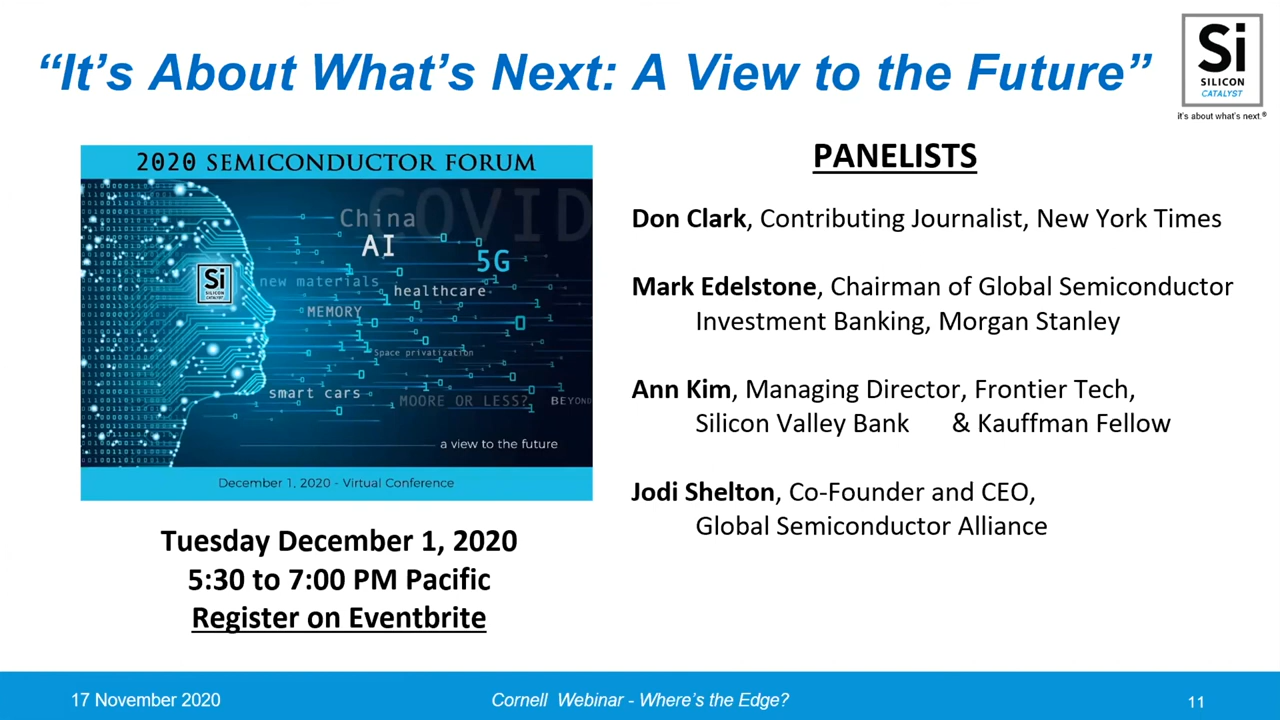 “It’s About What’s Next: A View to the Future”
Si
SILICON
CATALYST
it’s about what’s next.®
2020 SEMICONDUCTOR FORUM
COVID
China
AI
5G
Si
SILICON
CATALYST
new materials
healthcare
MEMORY
Space privatization
smart cars
MOORE OR LESS?
BEYOND
a view to the future
December 1, 2020 - Virtual Conference
Tuesday December 1, 2020
5:30 to 7:00 PM Pacific
Register on Eventbrite
PANELISTS
Don Clark, Contributing Journalist, New York Times
Mark Edelstone, Chairman of Global Semiconductor
Investment Banking, Morgan Stanley
Ann Kim, Managing Director, Frontier Tech,
Silicon Valley Bank & Kauffman Fellow
Jodi Shelton, Co-Founder and CEO,
Global Semiconductor Alliance
17 November 2020
Cornell Webinar - Where’s the Edge?
11